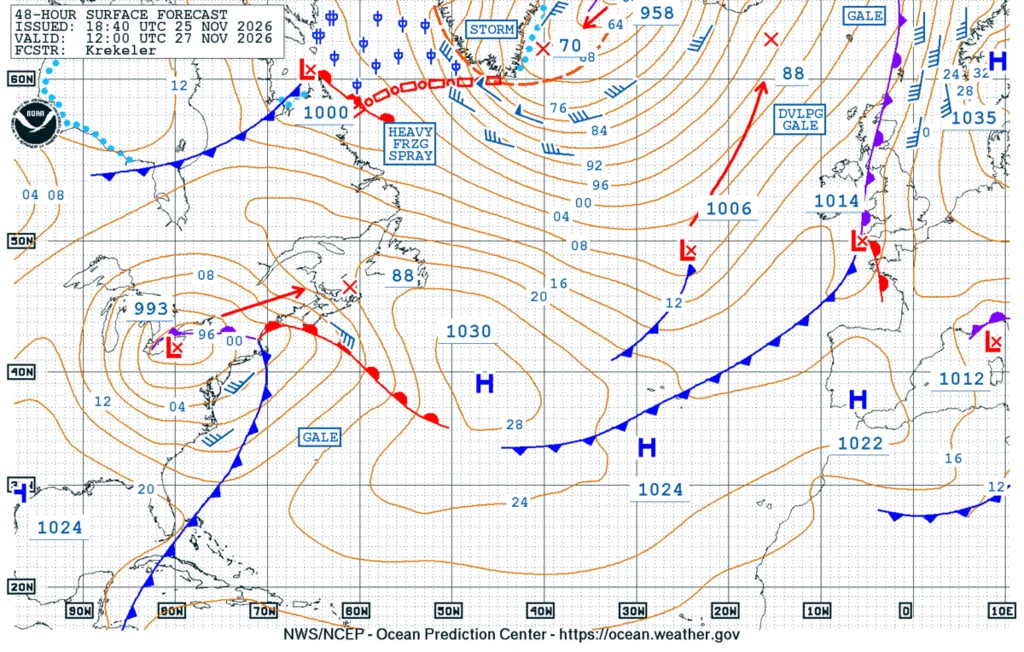 48-HOUR SURFACE FORECAST
ISSUED: 18:40 UTC 25 NOV 2026
VALID: 12:00 UTC 27 NOV 2026
FCSTR: Krekeler
STORM
958
64
GALE
70
68
88
H
24
32
28
60N
12
L
1000
76
84
DVLPG
GALE
1035
0
NOAA
HEAVY
FRZG
SPRAY
92
96
00
04 08
04
1006
1014
50N
08
L
L
08
88
16
20
12
993
96
00
1030
L
L
40N
H
1012
12
04
H
28
GALE
H
1022
16
20
H
24
1024
12
1024
20N
90W
80W
70W
60W
50W
40W
30W
20W
10W
0
10E
NWS/NCEP - Ocean Prediction Center - https://ocean.weather.gov